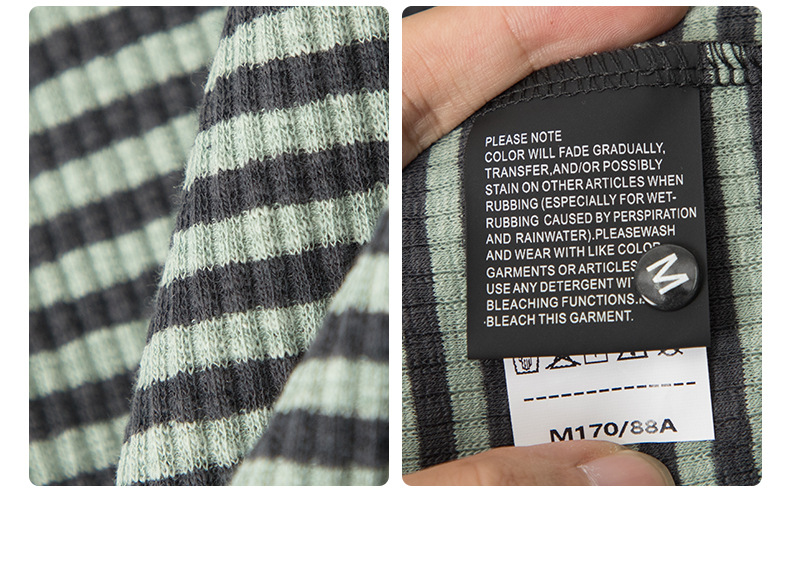 PLEASE NOTE
COLOR WILL FADE GRADUALLY,
TRANSFER,AND/OR POSSIBLY
STAIN ON OTHER ARTICLES WHEN
RUBBING (ESPECIALLY FOR WET-
RUBBING CAUSED BY PERSPIRATION
AND RAINWATER).PLEASEWASH
AND WEAR WITH LIKE COLOR
GARMENTS OR ARTICLES
USE ANY DETERGENT
BLEACHING FUNCTIONS.
BLEACH THIS GARMENT.
M
M170/88A